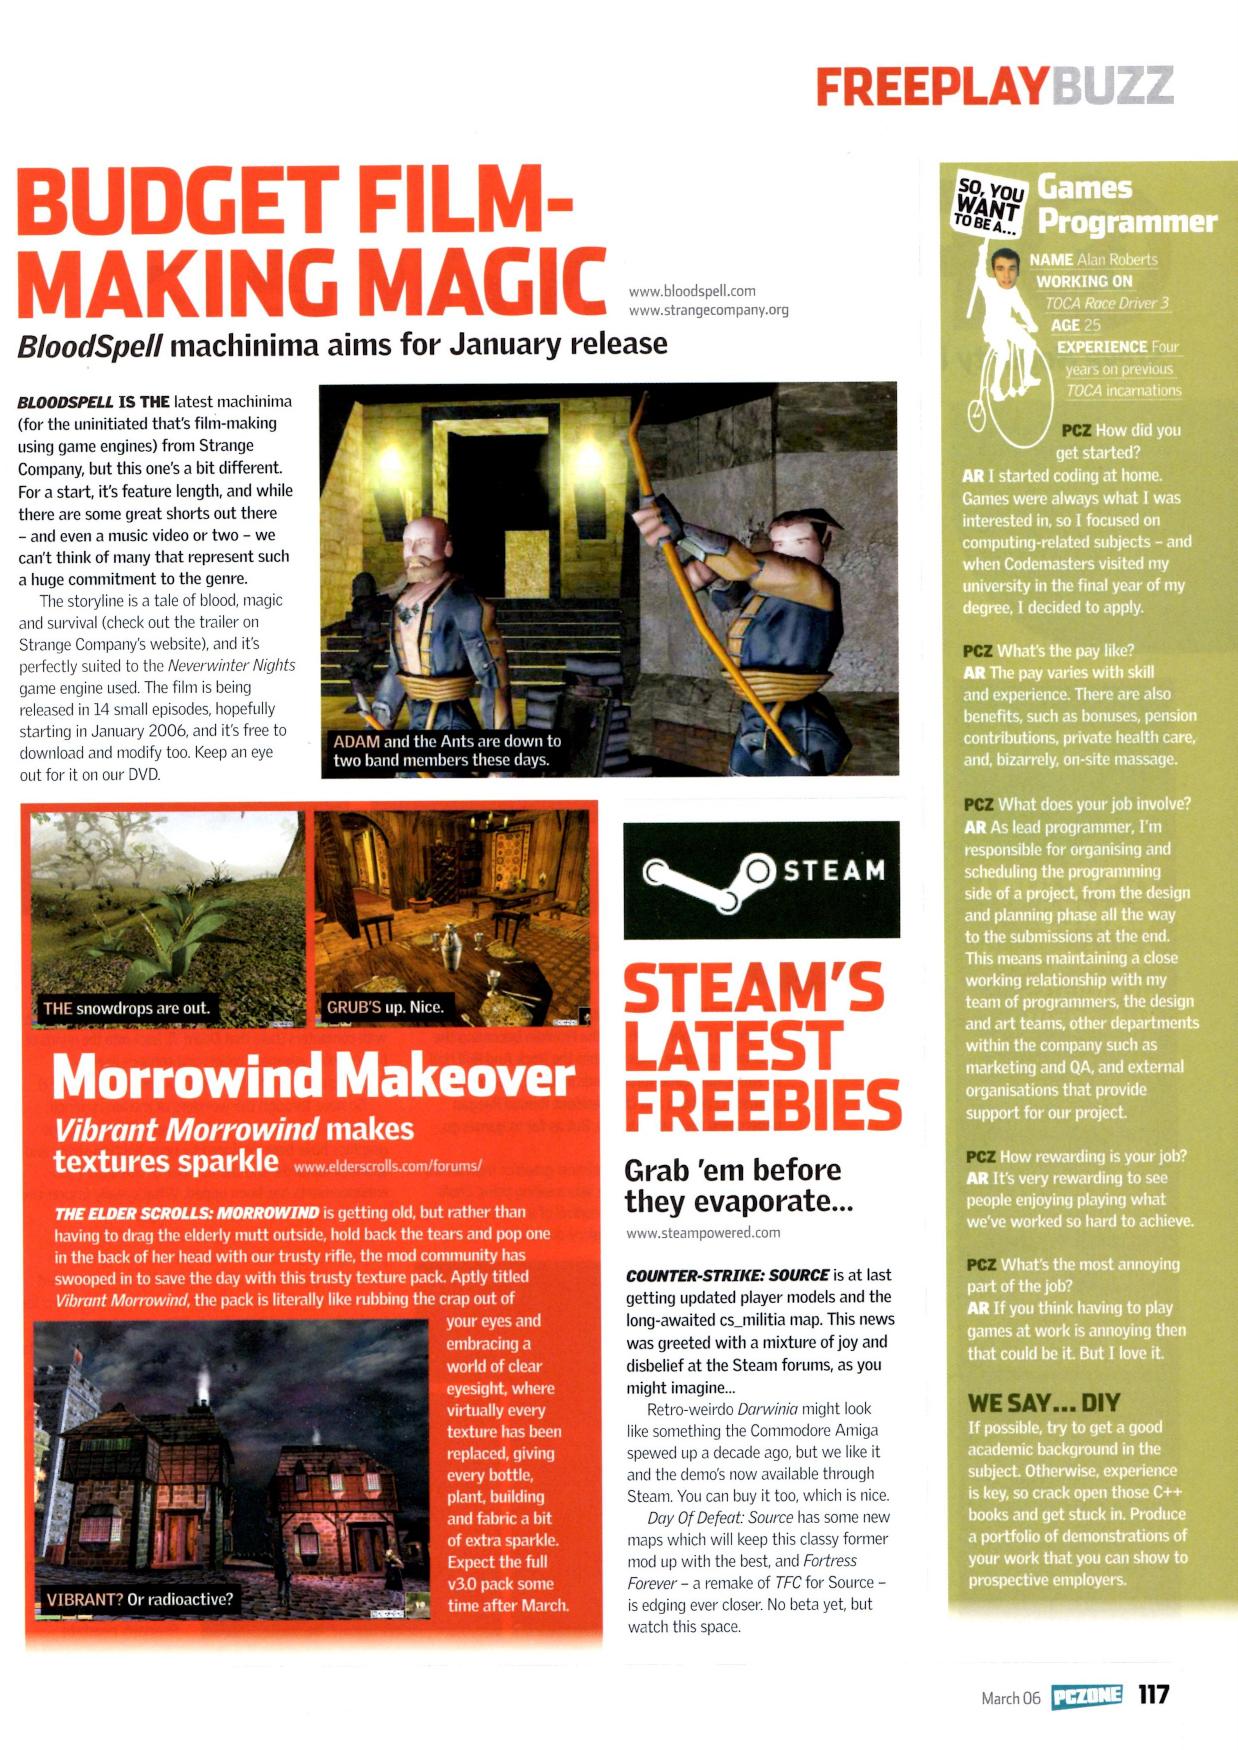 FREEPLAYBUZZ
BUDGET FILM-
MAKING MAGIC
www.bloodspell.com
www.strangecompany.org
BloodSpell machinima aims for January release
BLOODSPELL IS THE latest machinima
(for the uninitiated that's film-making
using game engines) from Strange
Company, but this one's a bit different.
For a start, it's feature length, and while
there are some great shorts out there
– and even a music video or two – we
can't think of many that represent such
a huge commitment to the genre.
The storyline is a tale of blood, magic
and survival (check out the trailer on
Strange Company's website), and it's
perfectly suited to the Neverwinter Nights
game engine used. The film is being
released in 14 small episodes, hopefully
starting in January 2006, and it's free to
download and modify too. Keep an eye
out for it on our DVD.
ADAM and the Ants are down to
two band members these days.
THE snowdrops are out.
GRUB'S up. Nice.
Morrowind Makeover
Vibrant Morrowind makes
textures sparkle www.elderscrolls.com/forums/
THE ELDER SCROLLS: MORROWIND is getting old, but rather than
having to drag the elderly mutt outside, hold back the tears and pop one
in the back of her head with our trusty rifle, the mod community has
swooped in to save the day with this trusty texture pack. Aptly titled
Vibrant Morrowind, the pack is literally like rubbing the crap out of
your eyes and
embracing a
world of clear
eyesight, where
virtually every
texture has been
replaced, giving
every bottle,
plant, building
and fabric a bit
of extra sparkle.
Expect the full
v3.0 pack some
time after March.
VIBRANT? Or radioactive?
STEAM
STEAM'S
LATEST
FREEBIES
Grab 'em before
they evaporate...
www.steampowered.com
COUNTER-STRIKE: SOURCE is at last
getting updated player models and the
long-awaited cs_militia map. This news
was greeted with a mixture of joy and
disbelief at the Steam forums, as you
might imagine...
Retro-weirdo Darwinia might look
like something the Commodore Amiga
spewed up a decade ago, but we like it
and the demo's now available through
Steam. You can buy it too, which is nice.
Day Of Defeat: Source has some new
maps which will keep this classy former
mod up with the best, and Fortress
Forever – a remake of TFC for Source –
is edging ever closer. No beta yet, but
watch this space.
SO, YOU
WANT
TO BE A...
Games
Programmer
NAME Alan Roberts
WORKING ON
TOCA Race Driver 3
AGE 25
EXPERIENCE Four
years on previous
TOCA incarnations
PCZ How did you
get started?
AR I started coding at home.
Games were always what I was
interested in, so I focused on
computing-related subjects – and
when Codemasters visited my
university in the final year of my
degree, I decided to apply.
PCZ What's the pay like?
AR The pay varies with skill
and experience. There are also
benefits, such as bonuses, pension
contributions, private health care,
and, bizarrely, on-site massage.
PCZ What does your job involve?
AR As lead programmer, I'm
responsible for organising and
scheduling the programming
side of a project, from the design
and planning phase all the way
to the submissions at the end.
This means maintaining a close
working relationship with my
team of programmers, the design
and art teams, other departments
within the company such as
marketing and QA, and external
organisations that provide
support for our project.
PCZ How rewarding is your job?
AR It's very rewarding to see
people enjoying playing what
we've worked so hard to achieve.
PCZ What's the most annoying
part of the job?
AR If you think having to play
games at work is annoying then
that could be it. But I love it.
WE SAY... DIY
If possible, try to get a good
academic background in the
subject. Otherwise, experience
is key, so crack open those C++
books and get stuck in. Produce
a portfolio of demonstrations of
your work that you can show to
prospective employers.
March 06 PCZONE 117